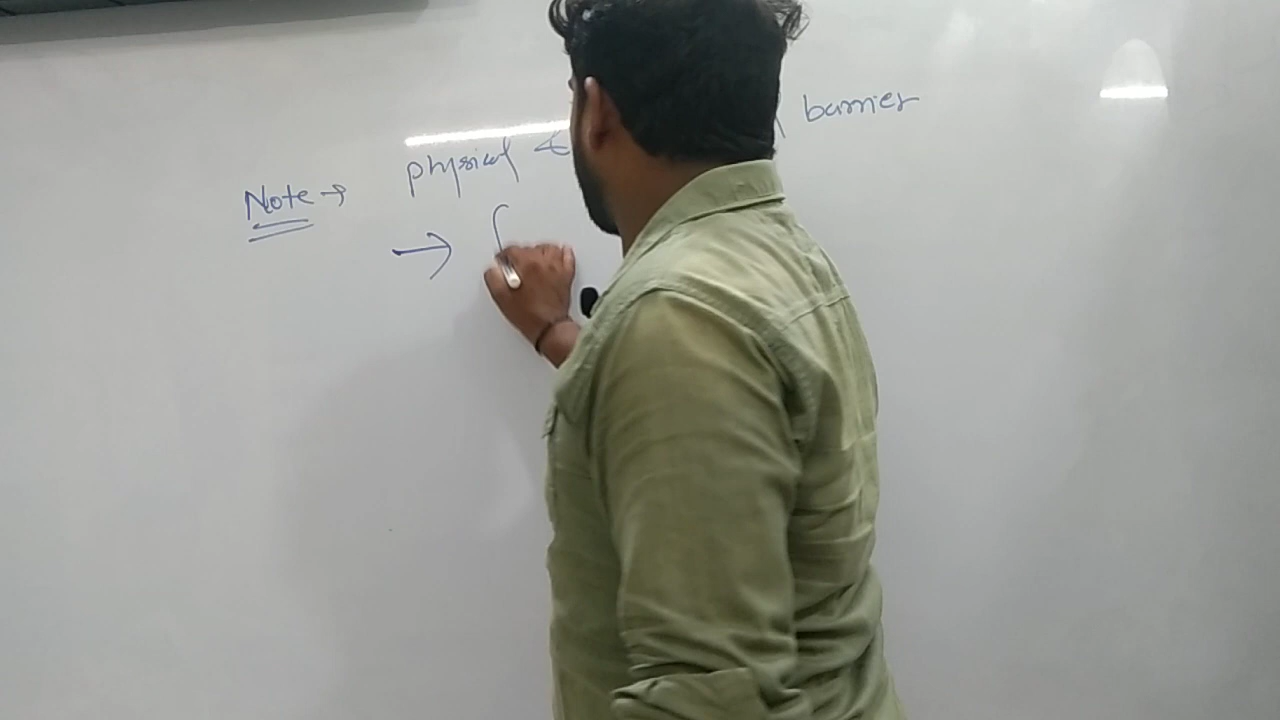 Note → physical & barrier
→